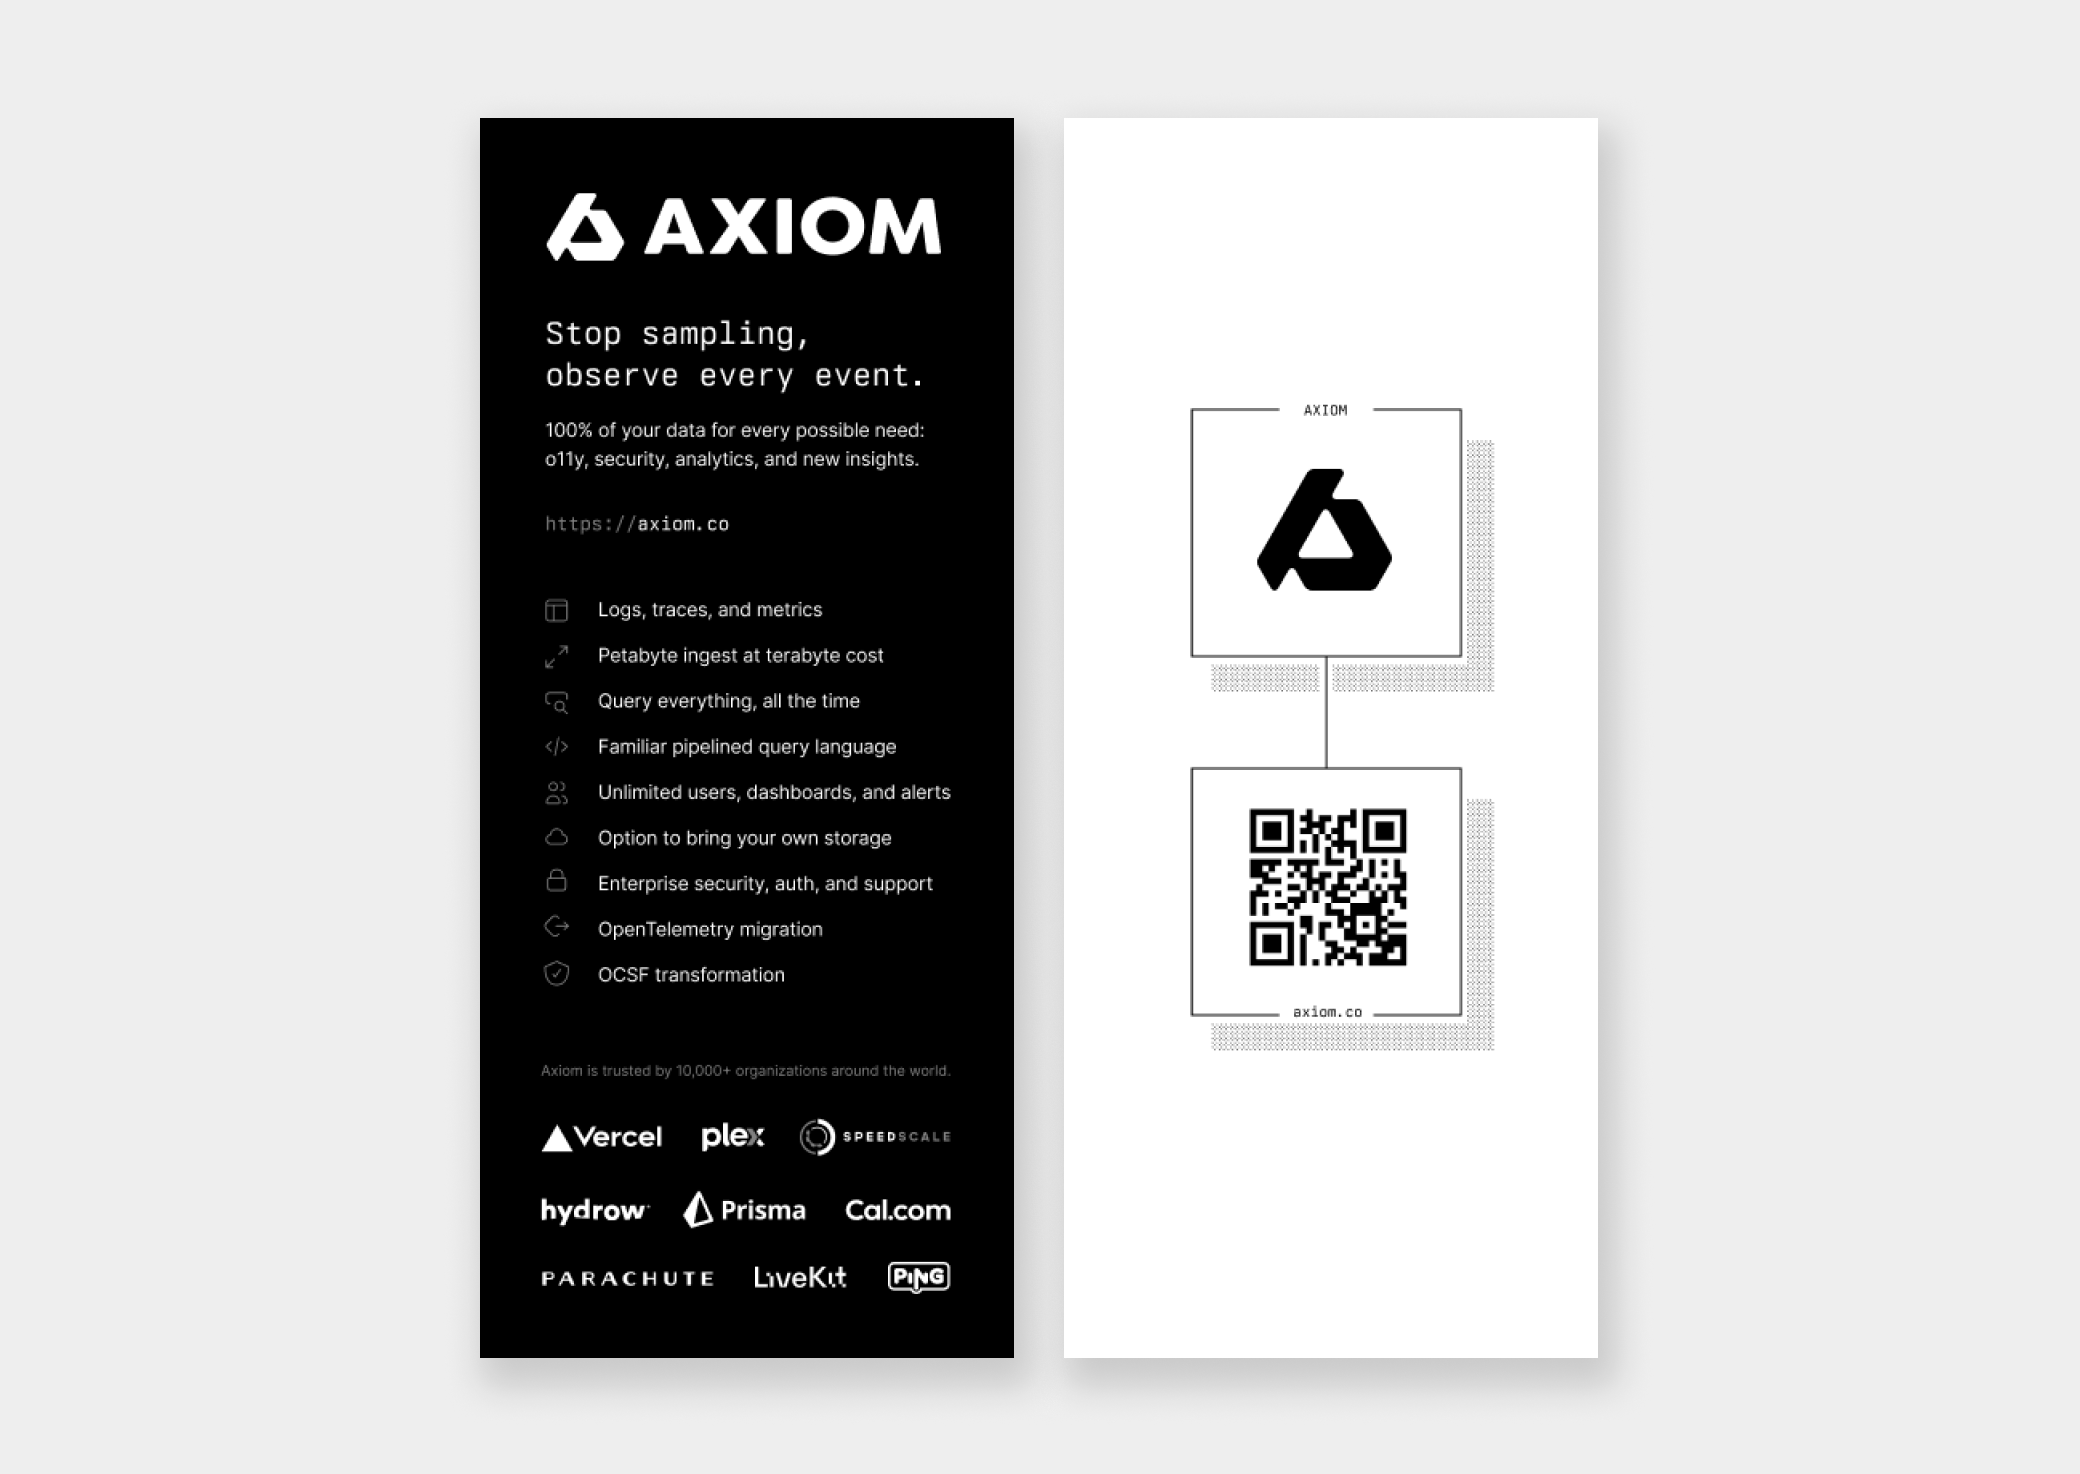 AXIOM
Stop sampling,
observe every event.
100% of your data for every possible need:
o11y, security, analytics, and new insights.
https://axiom.co
Logs, traces, and metrics
Petabyte ingest at terabyte cost
Query everything, all the time
Familiar pipelined query language
Unlimited users, dashboards, and alerts
Option to bring your own storage
Enterprise security, auth, and support
OpenTelemetry migration
OCSF transformation
Axiom is trusted by 10,000+ organizations around the world.
Vercel plex SPEEDSCALE
hydrow Prisma Cal.com
PARACHUTE LiveKit PING
AXIOM
axiom.co